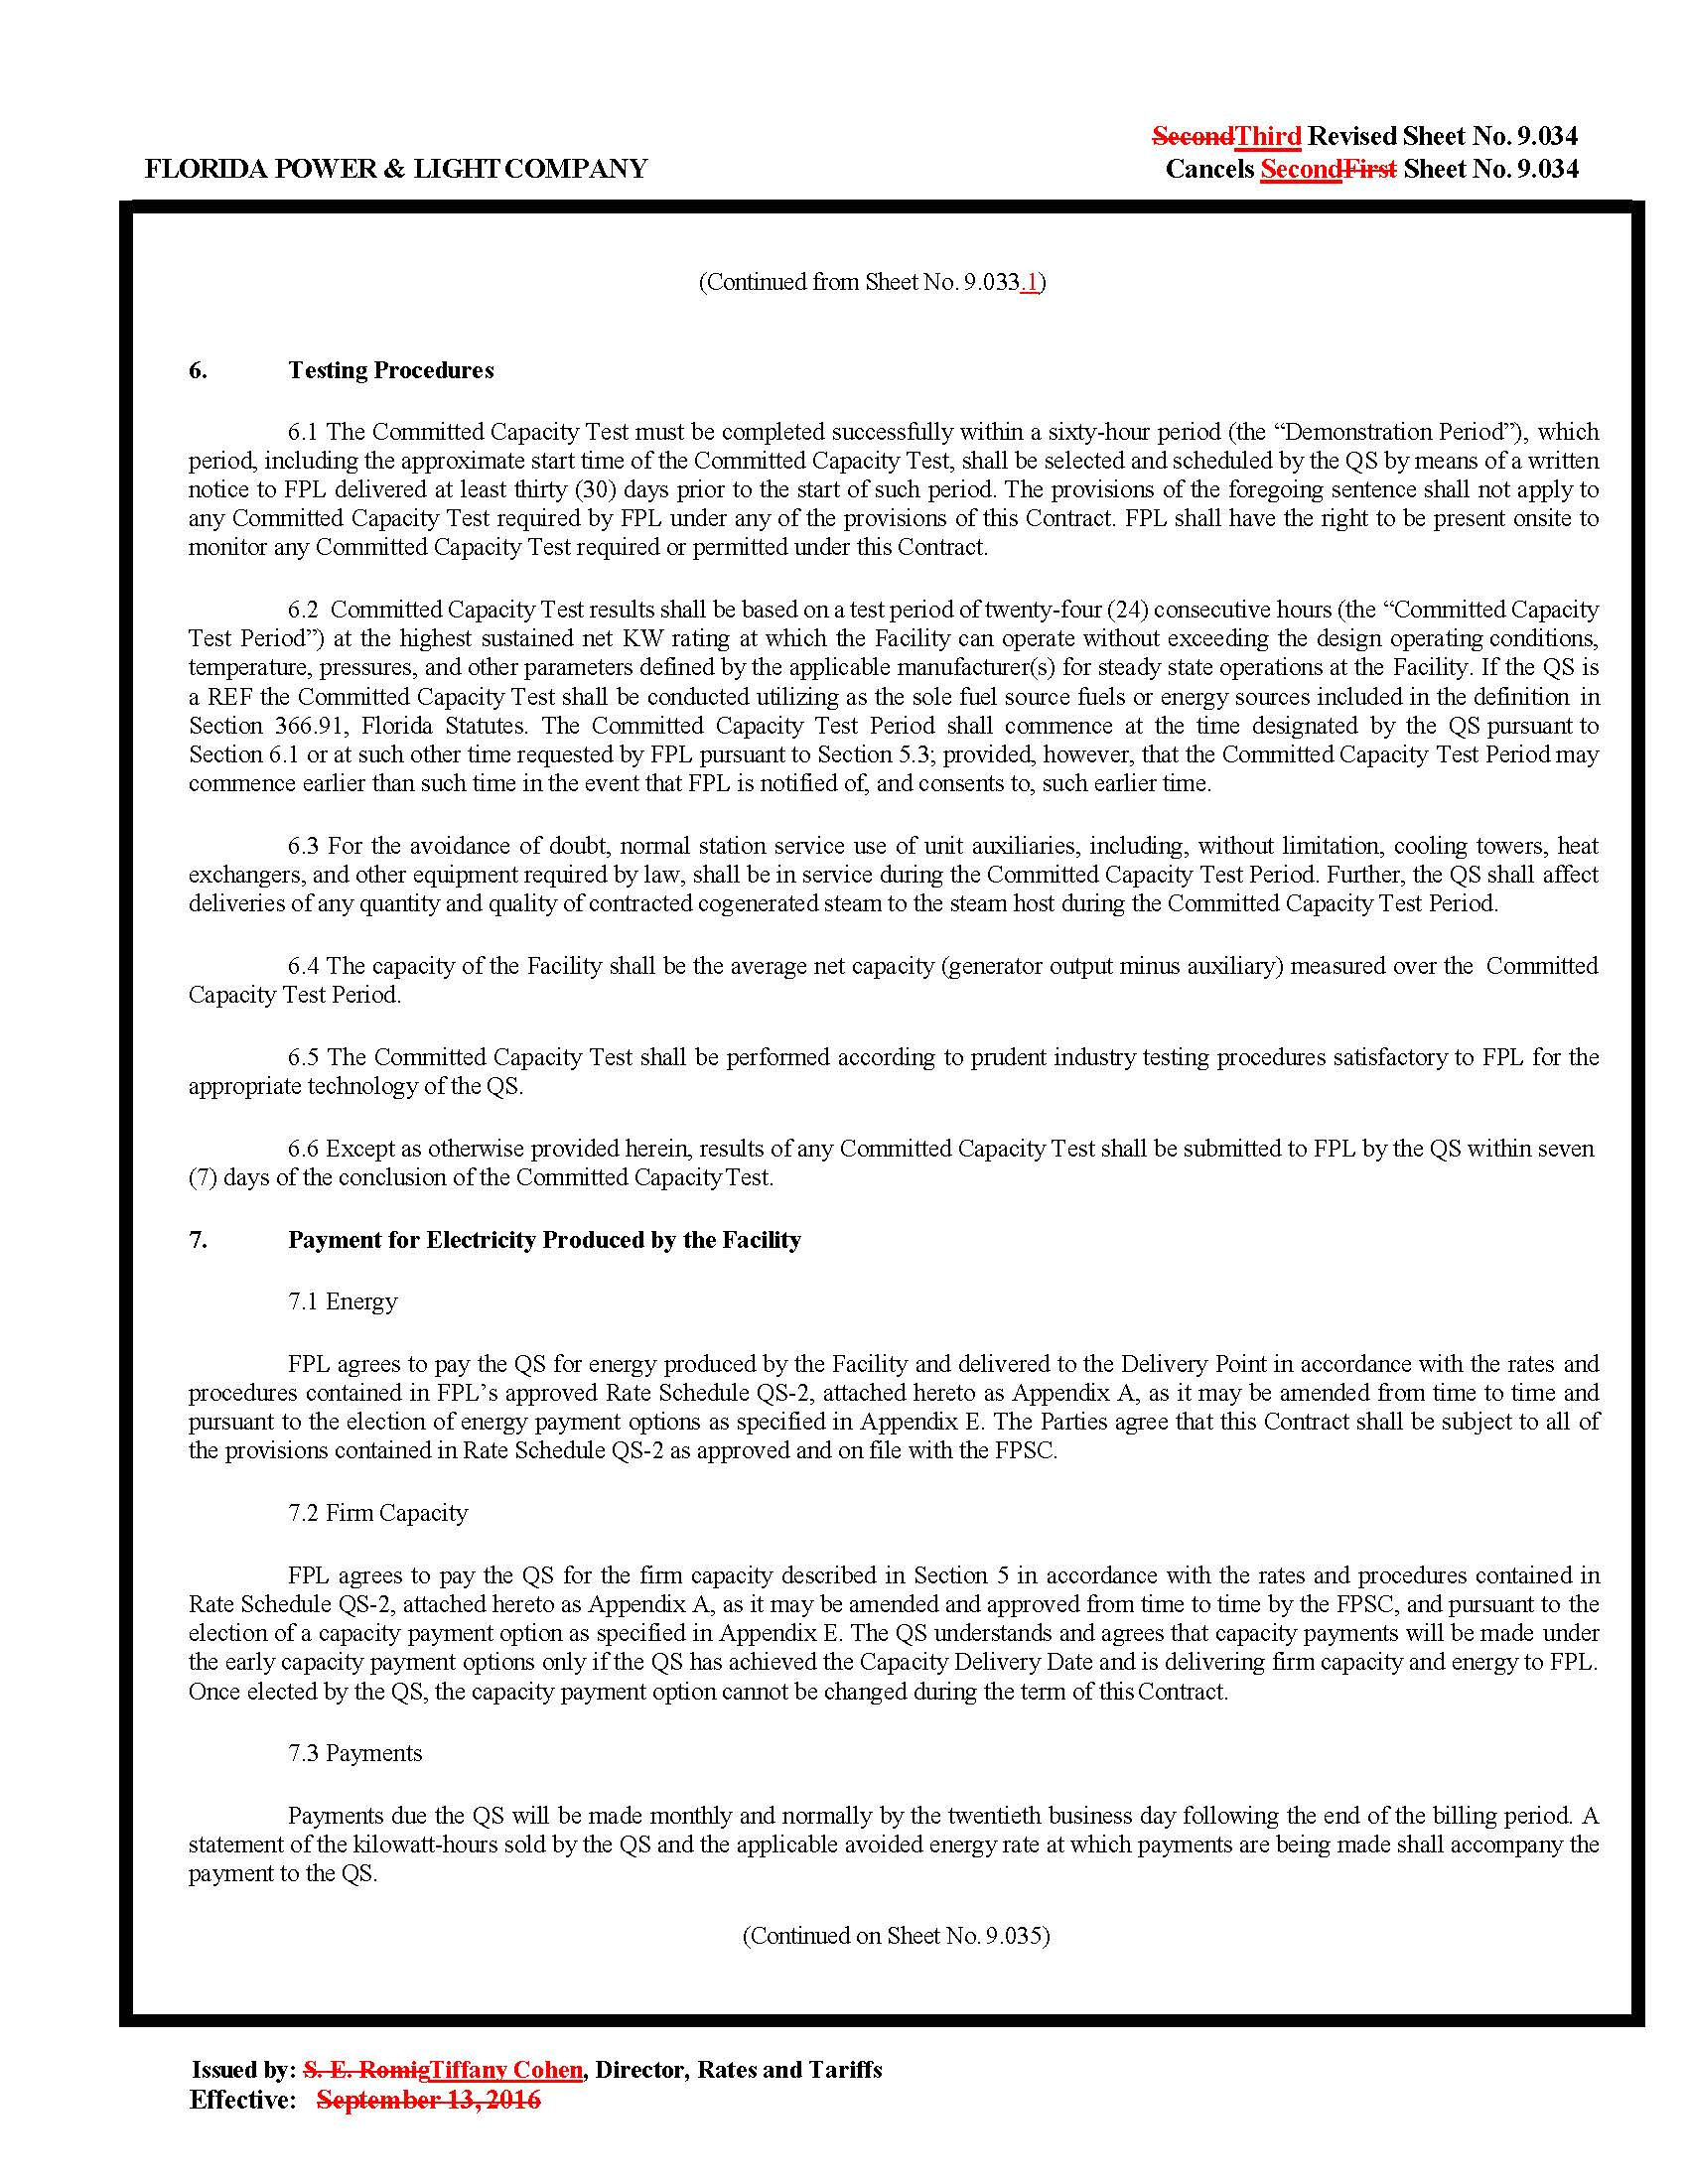 SecondThird Revised Sheet No. 9.034
FLORIDA POWER & LIGHT COMPANY
Cancels SecondFirst Sheet No. 9.034
(Continued from Sheet No. 9.033.1)
6. Testing Procedures
6.1 The Committed Capacity Test must be completed successfully within a sixty-hour period (the “Demonstration Period”), which
period, including the approximate start time of the Committed Capacity Test, shall be selected and scheduled by the QS by means of a written
notice to FPL delivered at least thirty (30) days prior to the start of such period. The provisions of the foregoing sentence shall not apply to
any Committed Capacity Test required by FPL under any of the provisions of this Contract. FPL shall have the right to be present onsite to
monitor any Committed Capacity Test required or permitted under this Contract.
6.2 Committed Capacity Test results shall be based on a test period of twenty-four (24) consecutive hours (the “Committed Capacity
Test Period”) at the highest sustained net KW rating at which the Facility can operate without exceeding the design operating conditions,
temperature, pressures, and other parameters defined by the applicable manufacturer(s) for steady state operations at the Facility. If the QS is
a REF the Committed Capacity Test shall be conducted utilizing as the sole fuel source fuels or energy sources included in the definition in
Section 366.91, Florida Statutes. The Committed Capacity Test Period shall commence at the time designated by the QS pursuant to
Section 6.1 or at such other time requested by FPL pursuant to Section 5.3; provided, however, that the Committed Capacity Test Period may
commence earlier than such time in the event that FPL is notified of, and consents to, such earlier time.
6.3 For the avoidance of doubt, normal station service use of unit auxiliaries, including, without limitation, cooling towers, heat
exchangers, and other equipment required by law, shall be in service during the Committed Capacity Test Period. Further, the QS shall affect
deliveries of any quantity and quality of contracted cogenerated steam to the steam host during the Committed Capacity Test Period.
6.4 The capacity of the Facility shall be the average net capacity (generator output minus auxiliary) measured over the Committed
Capacity Test Period.
6.5 The Committed Capacity Test shall be performed according to prudent industry testing procedures satisfactory to FPL for the
appropriate technology of the QS.
6.6 Except as otherwise provided herein, results of any Committed Capacity Test shall be submitted to FPL by the QS within seven
(7) days of the conclusion of the Committed Capacity Test.
7. Payment for Electricity Produced by the Facility
7.1 Energy
FPL agrees to pay the QS for energy produced by the Facility and delivered to the Delivery Point in accordance with the rates and
procedures contained in FPL’s approved Rate Schedule QS-2, attached hereto as Appendix A, as it may be amended from time to time and
pursuant to the election of energy payment options as specified in Appendix E. The Parties agree that this Contract shall be subject to all of
the provisions contained in Rate Schedule QS-2 as approved and on file with the FPSC.
7.2 Firm Capacity
FPL agrees to pay the QS for the firm capacity described in Section 5 in accordance with the rates and procedures contained in
Rate Schedule QS-2, attached hereto as Appendix A, as it may be amended and approved from time to time by the FPSC, and pursuant to the
election of a capacity payment option as specified in Appendix E. The QS understands and agrees that capacity payments will be made under
the early capacity payment options only if the QS has achieved the Capacity Delivery Date and is delivering firm capacity and energy to FPL.
Once elected by the QS, the capacity payment option cannot be changed during the term of this Contract.
7.3 Payments
Payments due the QS will be made monthly and normally by the twentieth business day following the end of the billing period. A
statement of the kilowatt-hours sold by the QS and the applicable avoided energy rate at which payments are being made shall accompany the
payment to the QS.
(Continued on Sheet No. 9.035)
Issued by: S. E. RomigTiffany Cohen, Director, Rates and Tariffs
Effective: September 13, 2016